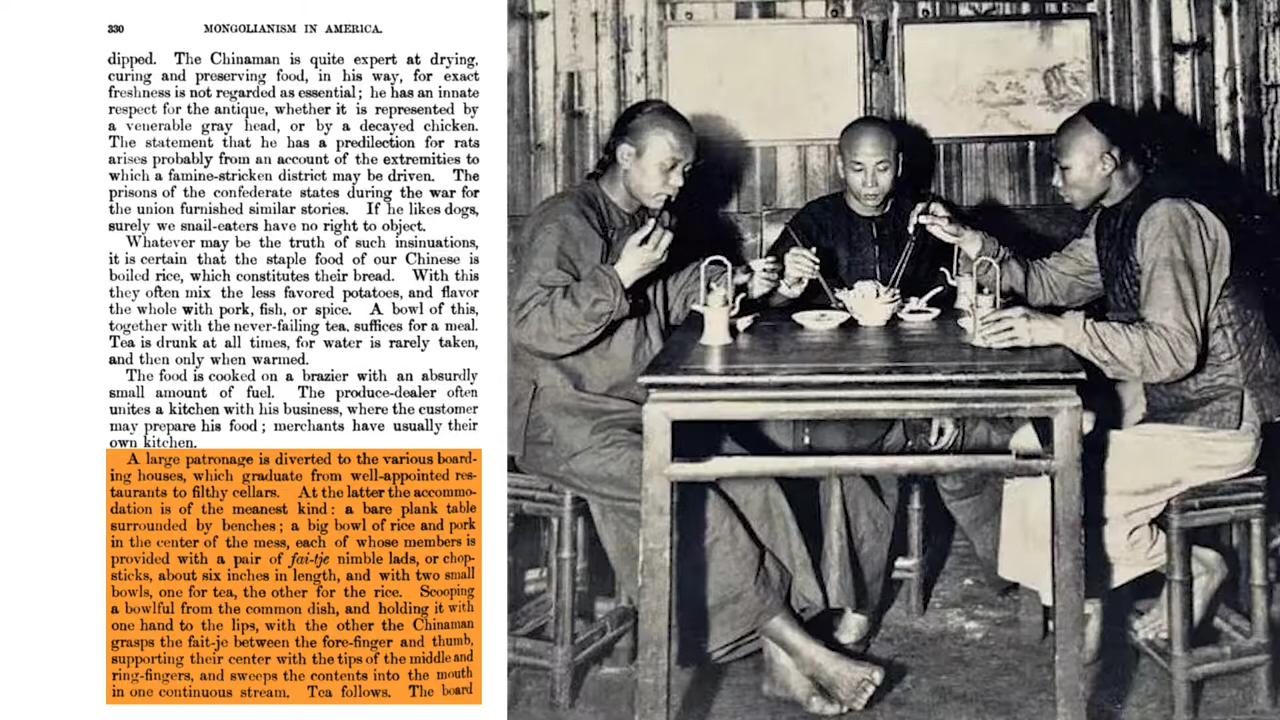 330 MONGOLIANISM IN AMERICA.
dipped. The Chinaman is quite expert at drying,
curing and preserving food, in his way, for exact
freshness is not regarded as essential; he has an innate
respect for the antique, whether it is represented by
a venerable gray head, or by a decayed chicken.
The statement that he has a predilection for rats
arises probably from an account of the extremities to
which a famine-stricken district may be driven. The
prisons of the confederate states during the war for
the union furnished similar stories. If he likes dogs,
surely we snail-eaters have no right to object.
Whatever may be the truth of such insinuations,
it is certain that the staple food of our Chinese is
boiled rice, which constitutes their bread. With this
they often mix the less favored potatoes, and flavor
the whole with pork, fish, or spice. A bowl of this,
together with the never-failing tea, suffices for a meal.
Tea is drunk at all times, for water is rarely taken,
and then only when warmed.
The food is cooked on a brazier with an absurdly
small amount of fuel. The produce-dealer often
unites a kitchen with his business, where the customer
may prepare his food; merchants have usually their
own kitchen.
A large patronage is diverted to the various board-
ing houses, which graduate from well-appointed res-
taurants to filthy cellars. At the latter the accommo-
dation is of the meanest kind: a bare plank table
surrounded by benches; a big bowl of rice and pork
in the center of the mess, each of whose members is
provided with a pair of fai-tje nimble lads, or chop-
sticks, about six inches in length, and with two small
bowls, one for tea, the other for the rice. Scooping
a bowlful from the common dish, and holding it with
one hand to the lips, with the other the Chinaman
grasps the fait-je between the fore-finger and thumb,
supporting their center with the tips of the middle and
ring-fingers, and sweeps the contents into the mouth
in one continuous stream. Tea follows. The board